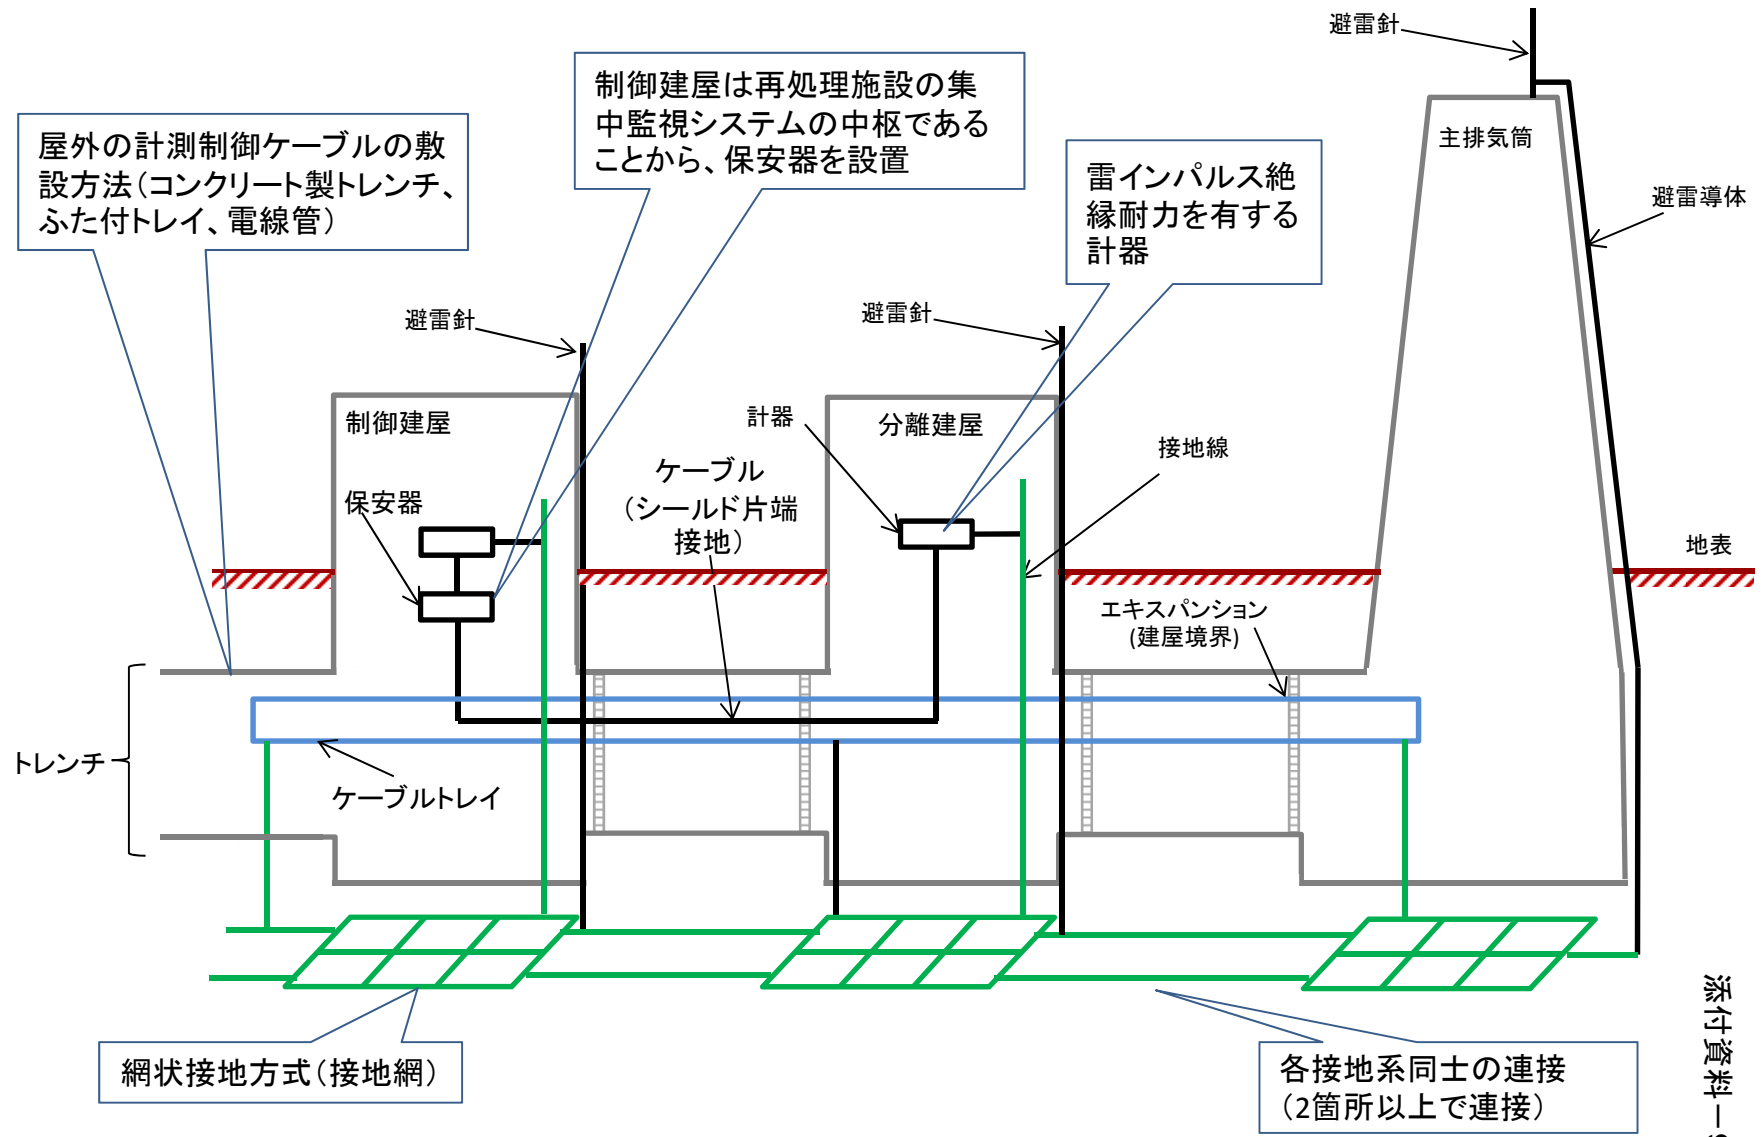 避雷針
制御建屋は再処理施設の集
中監視システムの中枢である
ことから、保安器を設置
屋外の計測制御ケーブルの敷
設方法（コンクリート製トレンチ、
ふた付トレイ、電線管）
主排気筒
雷インパルス絶
縁耐力を有する
計器
避雷導体
避雷針
避雷針
制御建屋
計器
分離建屋
接地線
ケーブル
（シールド片端
接地）
保安器
地表
エキスパンション
(建屋境界)
トレンチ
ケーブルトレイ
網状接地方式（接地網）
各接地系同士の連接
（2箇所以上で連接）
添付資料－